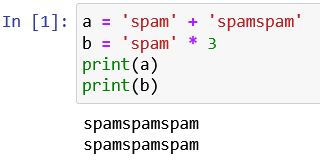 In [1]: a = 'spam' + 'spamspam'
b = 'spam' * 3
print(a)
print(b)
spamspamspam
spamspamspam